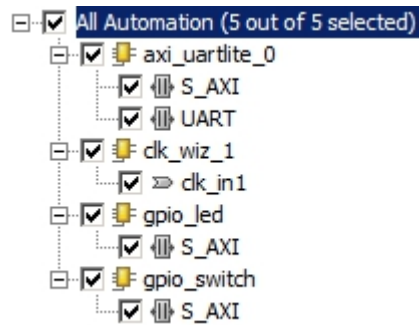 All Automation (5 out of 5 selected)
axi_uartlite_0
S_AXI
UART
clk_wiz_1
clk_in1
gpio_led
S_AXI
gpio_switch
S_AXI